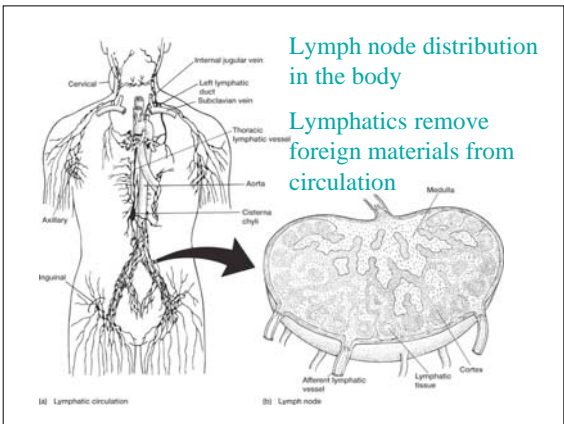 Lymph node distribution
in the body
Lymphatics remove
foreign materials from
circulation
Internal jugular vein
Cervical
Left lymphatic
duct
Subclavian vein
Thoracic
lymphatic vessel
Aorta
Axillary
Cisterna
chyli
Inguinal
Medulla
Cortex
Lymphatic
tissue
Afferent lymphatic
vessel
(a) Lymphatic circulation
(b) Lymph node